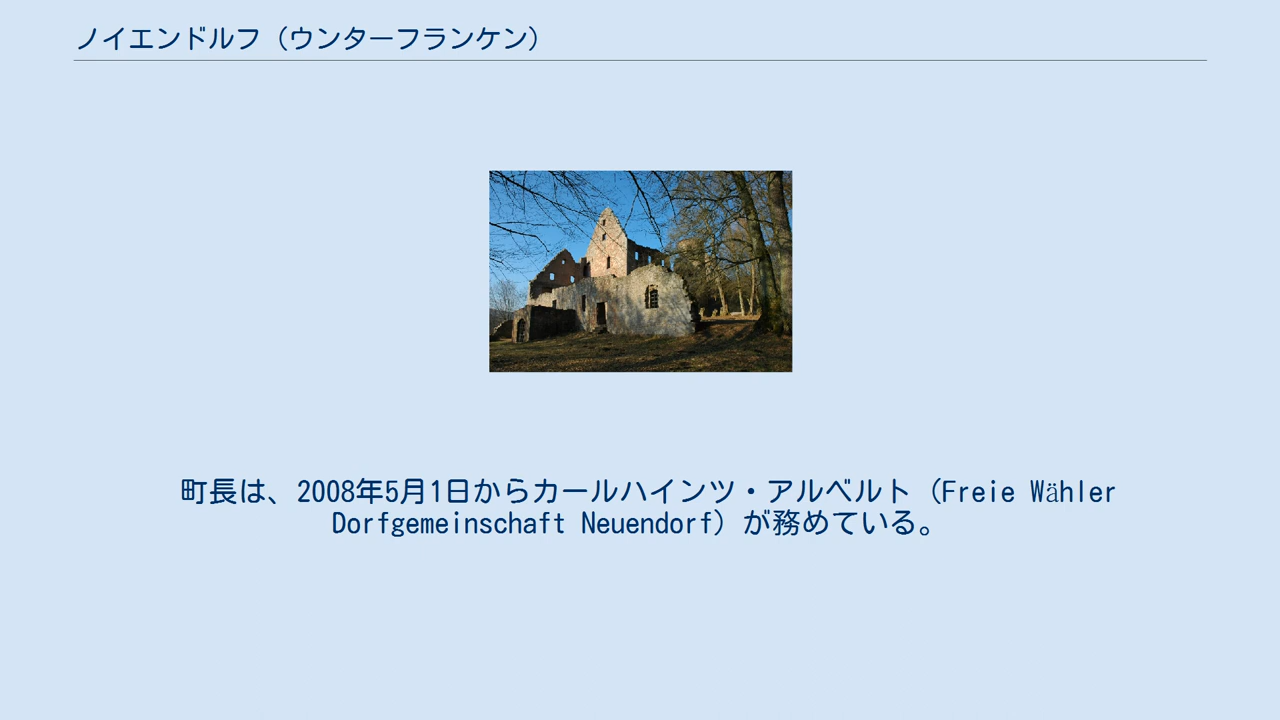 ノイエンドルフ（ウンターフランケン）
町長は、2008年5月1日からカールハインツ・アルベルト（Freie Wähler
Dorfgemeinschaft Neuendorf）が務めている。